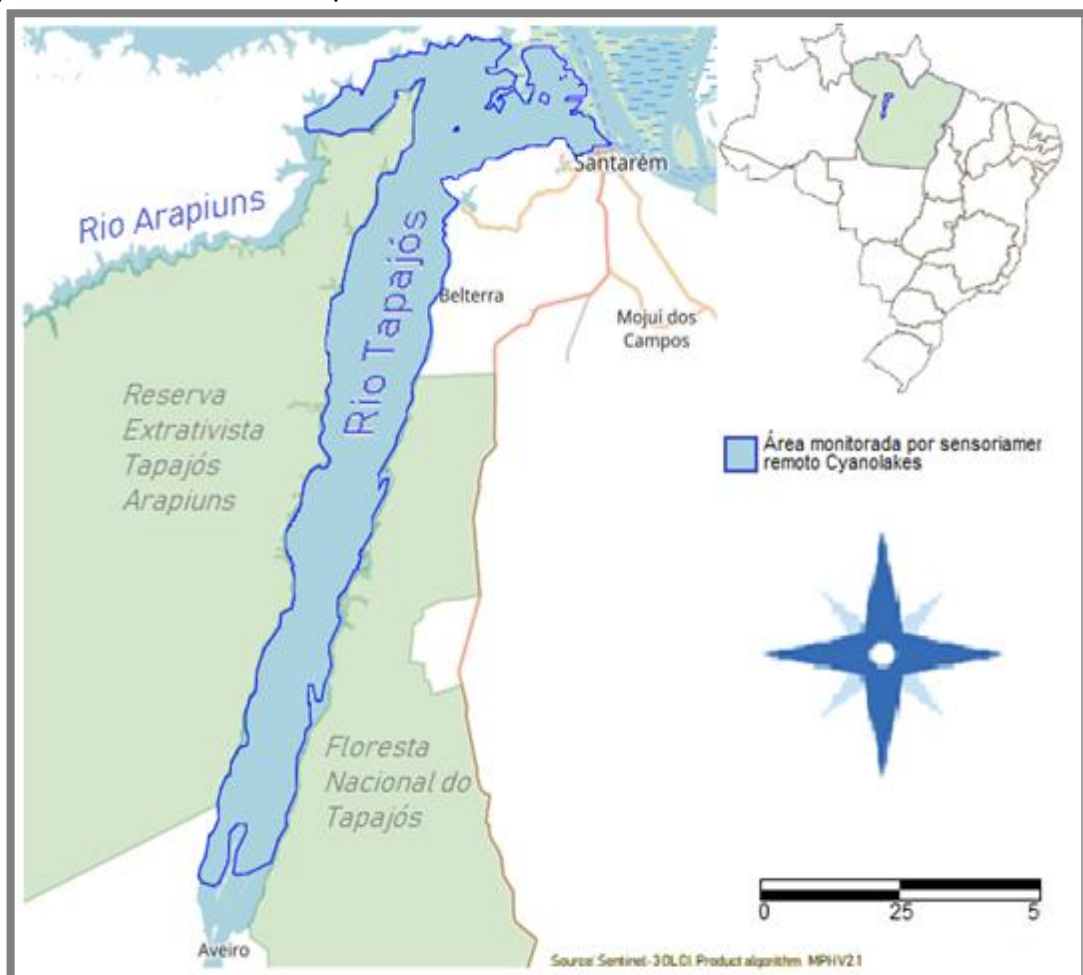 Santarém
Rio Arapiuns
Rio Tapajós
Belterra
Mojuí dos
Campos
Reserva
Extrativista
Tapajós
Arapiuns
Área monitorada por sensoriamer
remoto Cyanolakes
Floresta
Nacional do
Tapajós
0 25 5
Aveiro
Source: Sentinel-3 OLCI. Product algorithm MPH V2.1